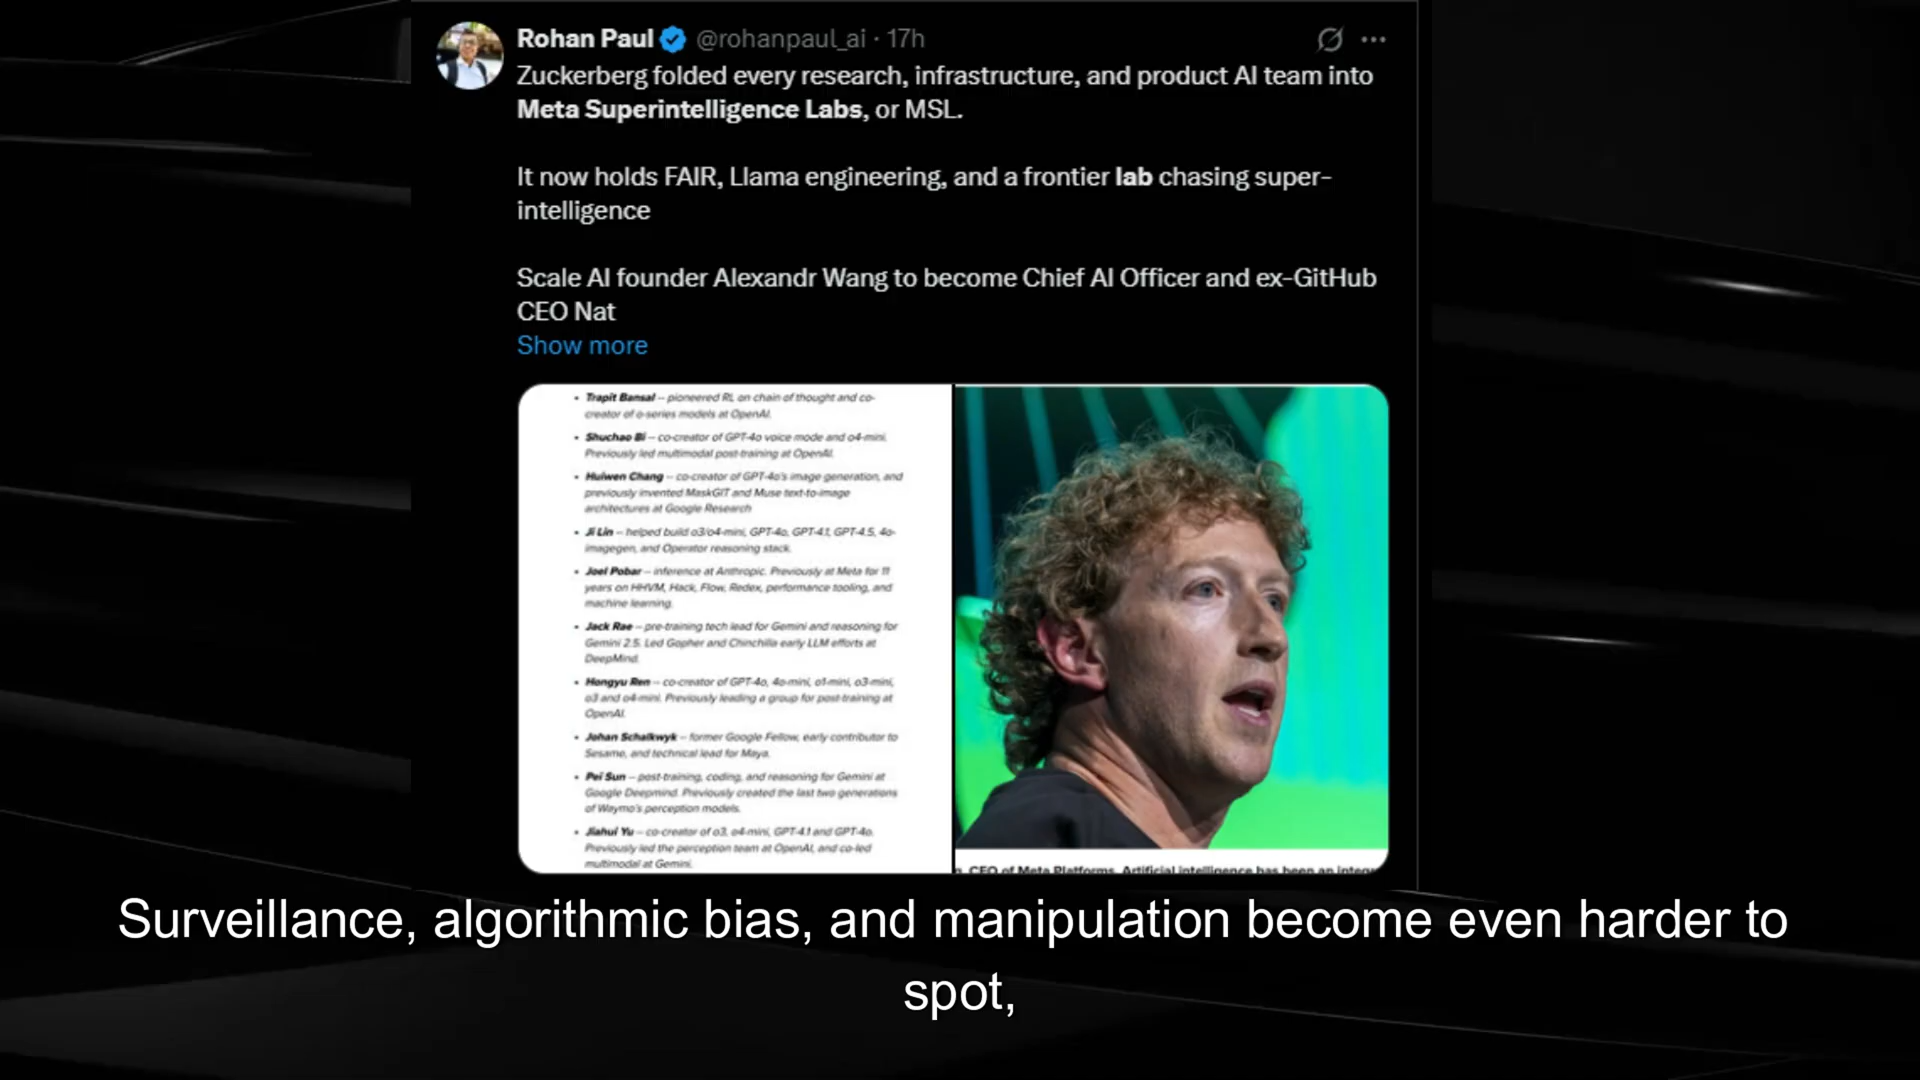 Rohan Paul @rohanpaul_ai · 17h
Zuckerberg folded every research, infrastructure, and product AI team into
Meta Superintelligence Labs, or MSL.
It now holds FAIR, Llama engineering, and a frontier lab chasing super-
intelligence
Scale AI founder Alexandr Wang to become Chief AI Officer and ex-GitHub
CEO Nat
Show more
• Trapit Bansal – pioneered RL on chain of thought and co-
creator of o-series models at OpenAI.
• Shuchao Bi – co-creator of GPT-4o voice mode and o4-mini.
Previously led multimodal post-training at OpenAI.
• Huiwen Chang – co-creator of GPT-4o's image generation, and
previously invented MaskGIT and Muse text-to-image
architectures at Google Research
• Ji Lin – helped build o3/o4-mini, GPT-4o, GPT-4.1, GPT-4.5, 4o-
imagegen, and Operator reasoning stack.
• Joel Pobar – inference at Anthropic. Previously at Meta for 11
years on HHVM, Hack, Flow, Redex, performance tooling, and
machine learning.
• Jack Rae – pre-training tech lead for Gemini and reasoning for
Gemini 2.5. Led Gopher and Chinchilla early LLM efforts at
DeepMind.
• Hongyu Ren – co-creator of GPT-4o, 4o-mini, o1-mini, o3-mini,
o3 and o4-mini. Previously leading a group for post-training at
OpenAI.
• Johan Schalkwyk – former Google Fellow, early contributor to
Sesame, and technical lead for Maya.
• Pei Sun – post-training, coding, and reasoning for Gemini at
Google Deepmind. Previously created the last two generations
of Waymo's perception models.
• Jiahui Yu – co-creator of o3, o4-mini, GPT-4.1 and GPT-4o.
Previously led the perception team at OpenAI, and co-led
multimodal at Gemini.
CEO of Meta Platforms. Artificial intelligence has been an
Surveillance, algorithmic bias, and manipulation become even harder to
spot,